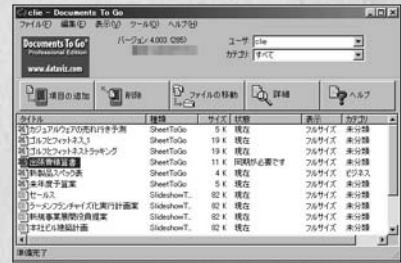 clie - Documents To Go
ファイル(F) 編集(E) 表示(V) ツール(O) ヘルプ(H)
Documents To Go
Professional Edition
www.dataviz.com
バージョン 4.003 (285)
ユーザ clie
カテゴリ すべて
項目の追加 削除 ファイルの移動 詳細 ヘルプ
タイトル 種類 サイズ 状態 表示 カテゴリ
カジュアルウェアの売れ行き予測 SheetToGo 5 K 現在 フルサイズ 未分類
ゴルフとフィットネス_1 SheetToGo 19 K 現在 フルサイズ 未分類
ゴルフとフィットネストラッキング SheetToGo 19 K 現在 フルサイズ 未分類
出張費精算書 SheetToGo 11 K 同期が必要です フルサイズ 未分類
新製品スペック表 SheetToGo 4 K 現在 フルサイズ ビジネス
来年度予算案 SheetToGo 5 K 現在 フルサイズ 未分類
セールス SlideshowT... 82 K 現在 フルサイズ 未分類
ラーメンフランチャイズ化実行計画案 SlideshowT... 82 K 現在 フルサイズ 未分類
新規事業展開役員提案 SlideshowT... 82 K 現在 フルサイズ 未分類
本社ビル建築計画 SlideshowT... 82 K 現在 フルサイズ 未分類
準備完了